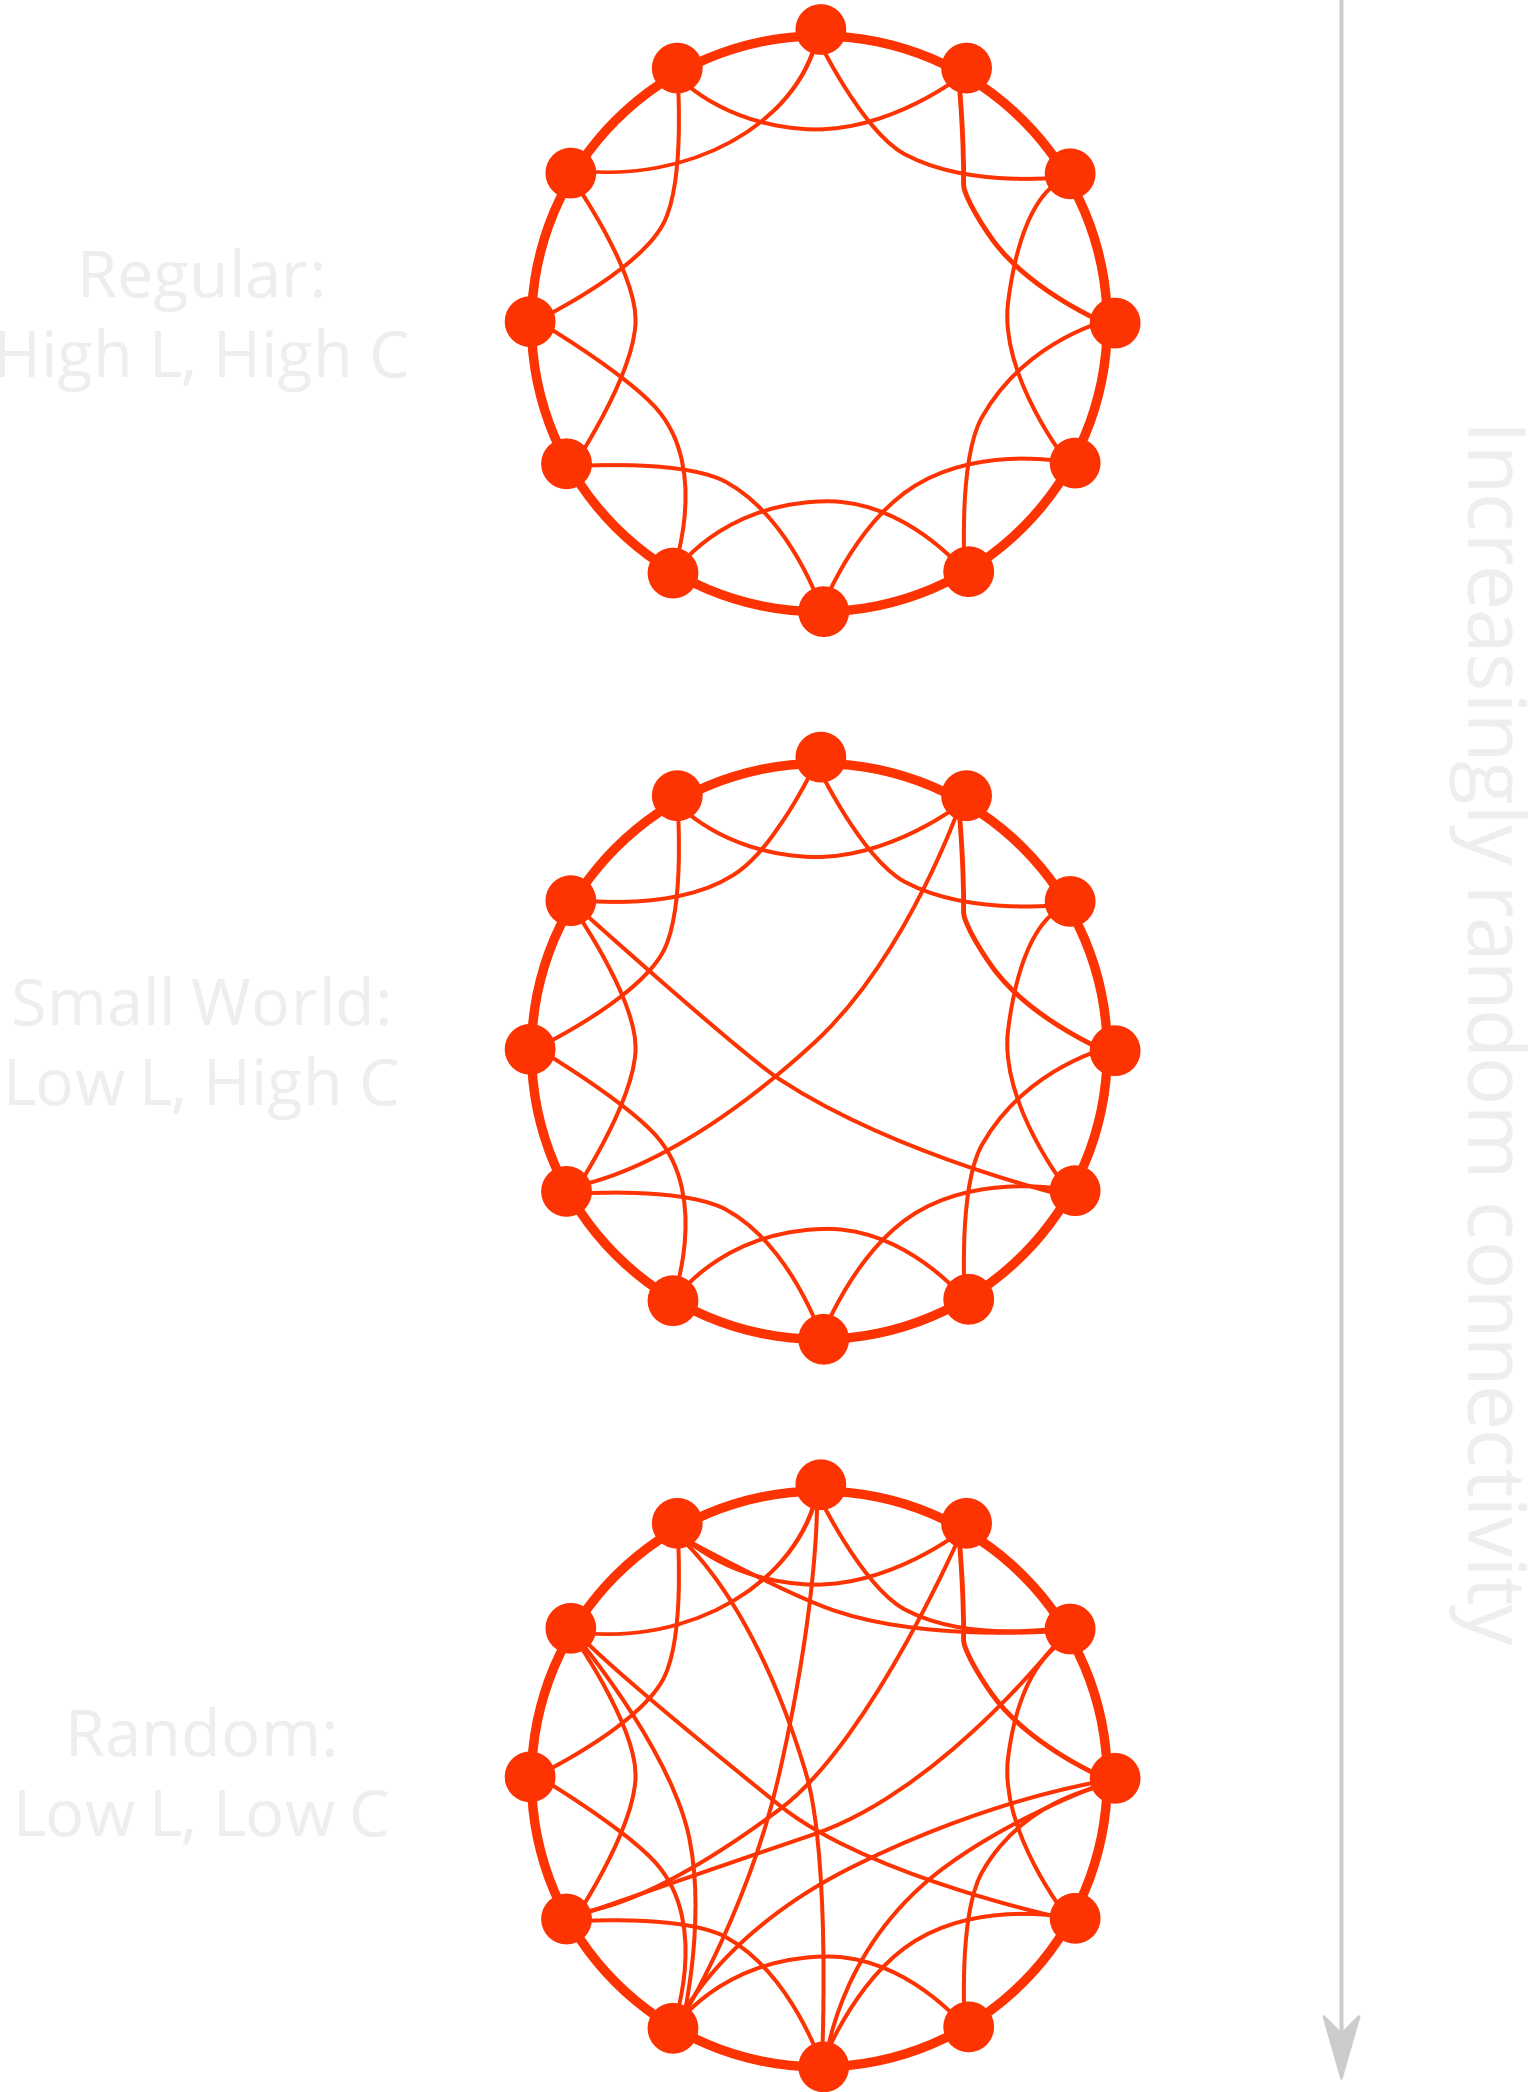 Regular:
High L, High C
Small World:
Low L, High C
Random:
Low L, Low C
Increasingly random connectivity